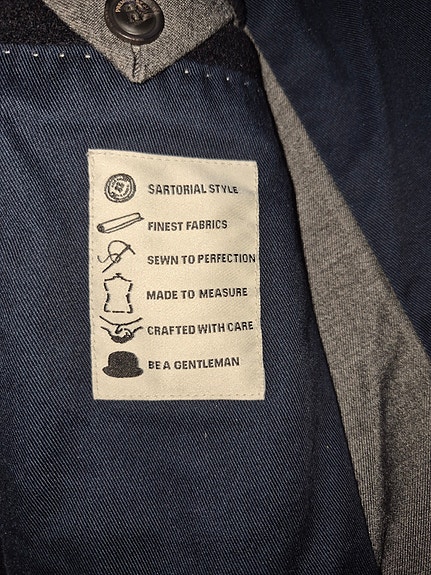 SARTORIAL STYLE
FINEST FABRICS
SEWN TO PERFECTION
MADE TO MEASURE
CRAFTED WITH CARE
BE A GENTLEMAN